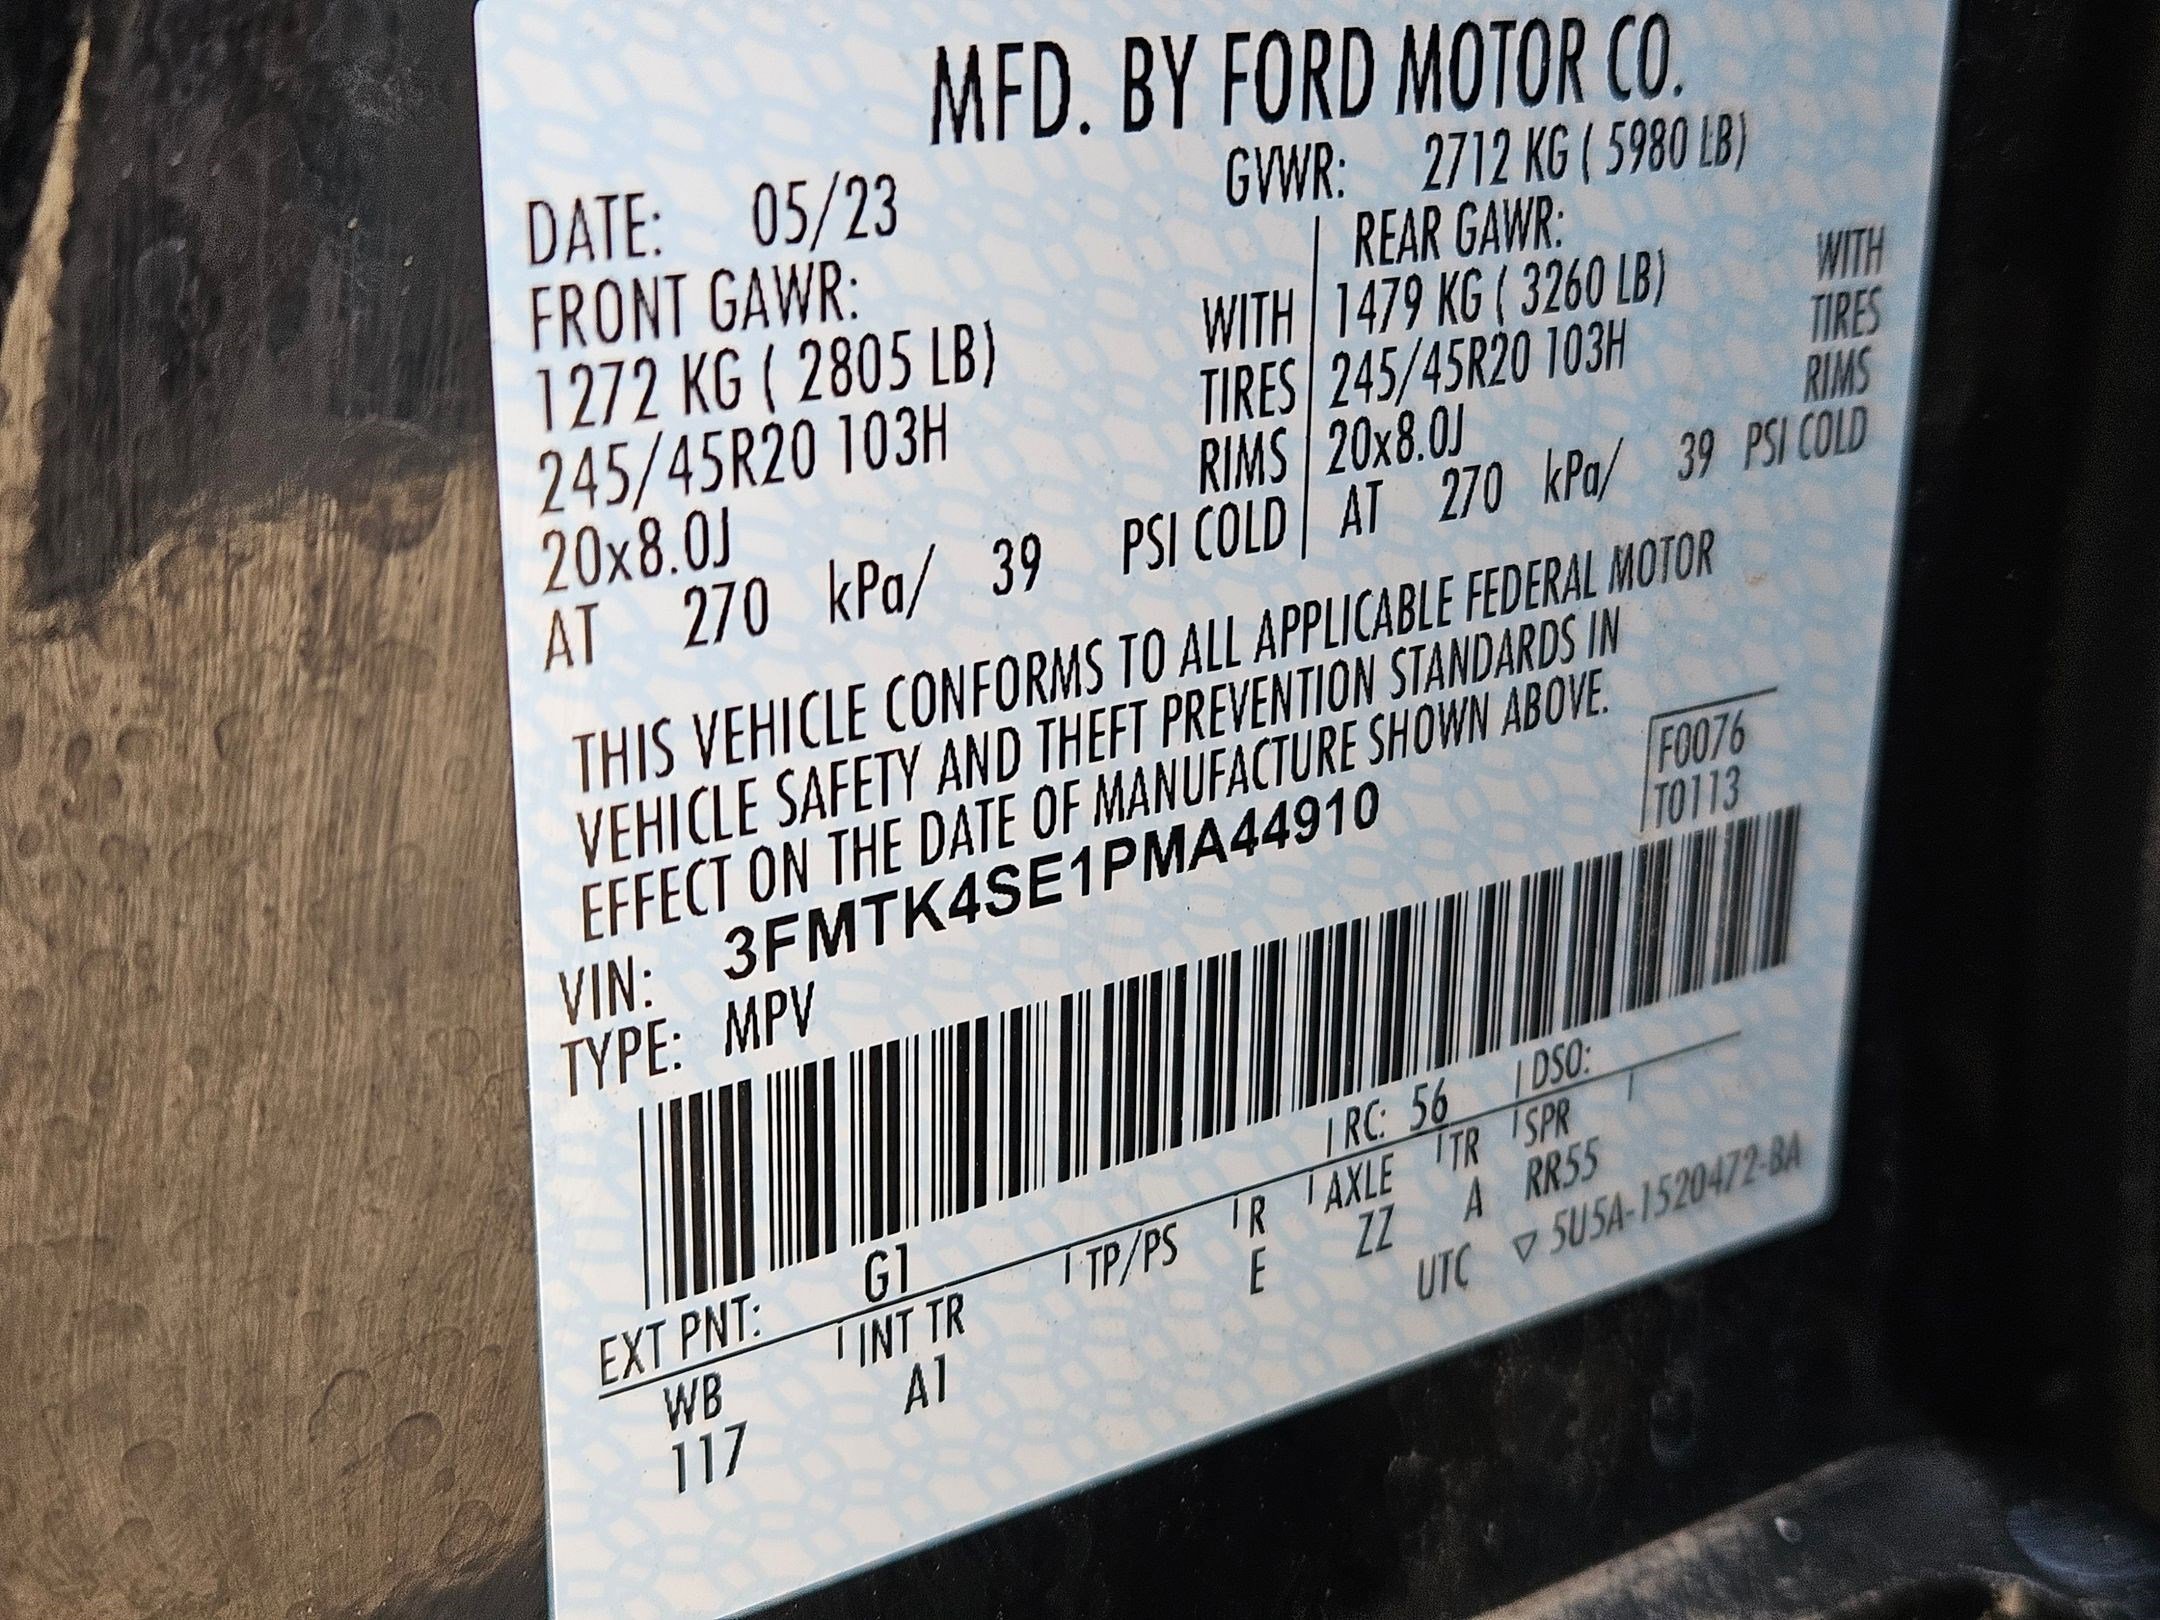 MFD. BY FORD MOTOR CO.
DATE: 05/23 GVWR: 2712 KG ( 5980 LB)
FRONT GAWR: REAR GAWR:
1272 KG ( 2805 LB) WITH 1479 KG ( 3260 LB) WITH
245/45R20 103H TIRES 245/45R20 103H TIRES
20x8.0J RIMS 20x8.0J RIMS
AT 270 kPa/ 39 PSI COLD AT 270 kPa/ 39 PSI COLD
THIS VEHICLE CONFORMS TO ALL APPLICABLE FEDERAL MOTOR
VEHICLE SAFETY AND THEFT PREVENTION STANDARDS IN
EFFECT ON THE DATE OF MANUFACTURE SHOWN ABOVE.
VIN: 3FMTK4SE1PMA44910 F0076
TYPE: MPV T0113
EXT PNT: G1 RC: 56 DSO:
WB INT TR TP/PS R AXLE TR SPR
117 A1 E ZZ A RR55
UTC ▽ 5U5A-1520472-BA